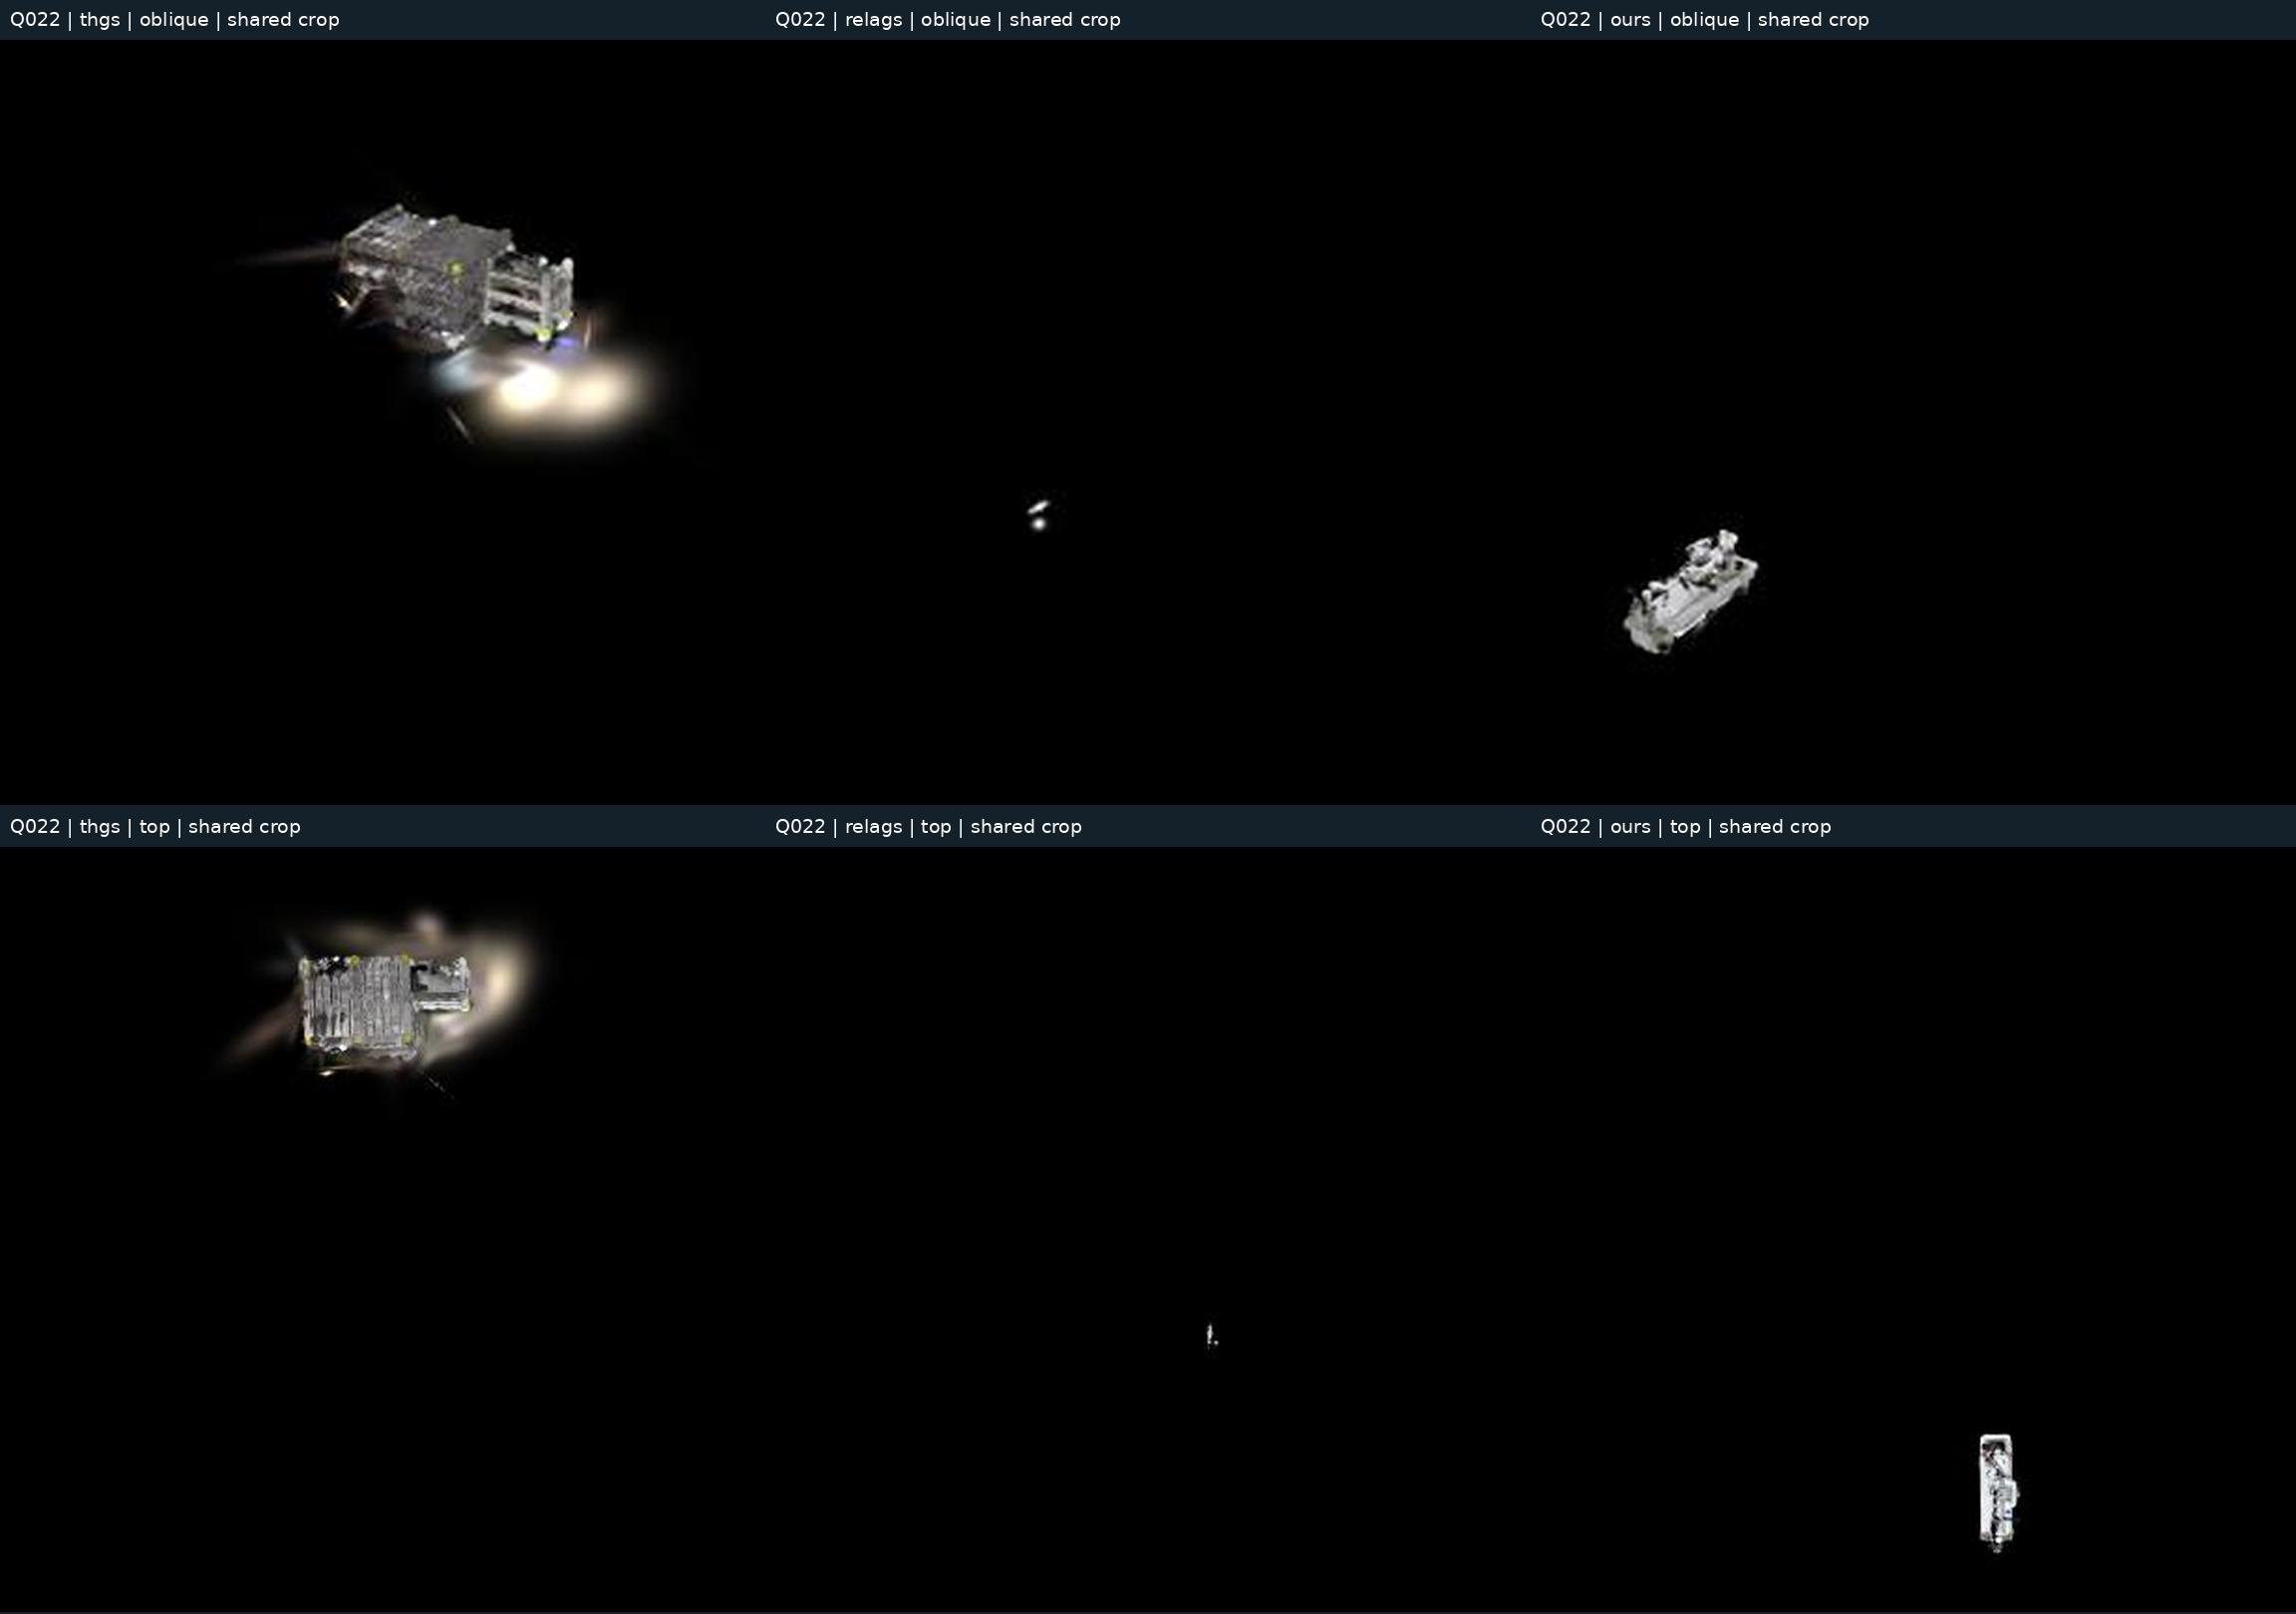 Q022 | thgs | oblique | shared crop
Q022 | relags | oblique | shared crop
Q022 | ours | oblique | shared crop
Q022 | thgs | top | shared crop
Q022 | relags | top | shared crop
Q022 | ours | top | shared crop